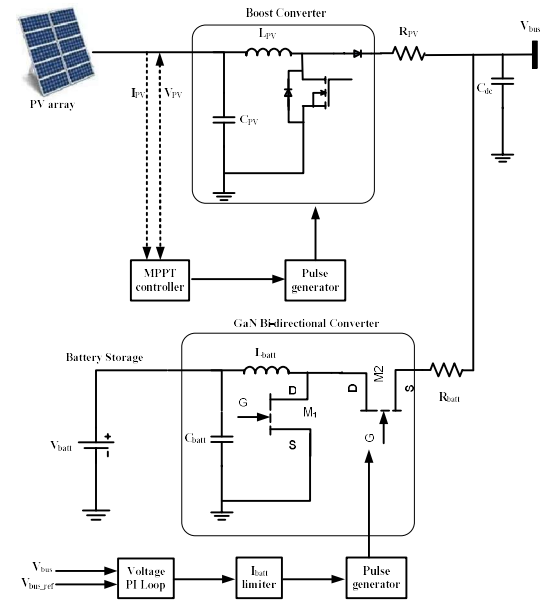 Boost Converter
L_PV
R_PV
V_bus
PV array
I_PV
V_PV
C_PV
C_dc
MPPT
controller
Pulse
generator
GaN Bi-directional Converter
Battery Storage
L_batt
D
M2
G
M1
D
S
R_batt
S
V_batt
+
-
C_batt
G
V_bus
V_bus_ref
Voltage
PI Loop
I_batt
limiter
Pulse
generator